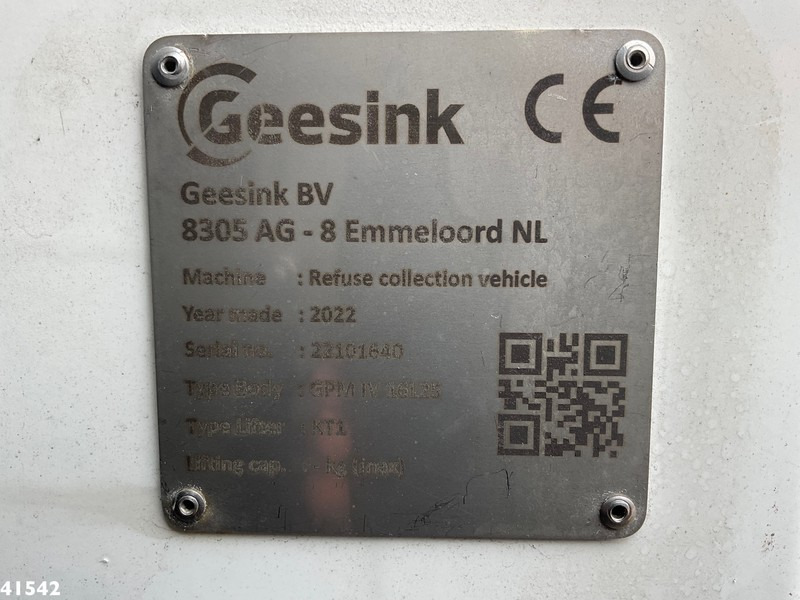 Geesink CE
Geesink BV
8305 AG - 8 Emmeloord NL
Machine : Refuse collection vehicle
Year made : 2022
Serial no. : 22101640
Type Body : GPM IV
Type Lifter : KT1
Lifting cap. : - kg (max)
41542